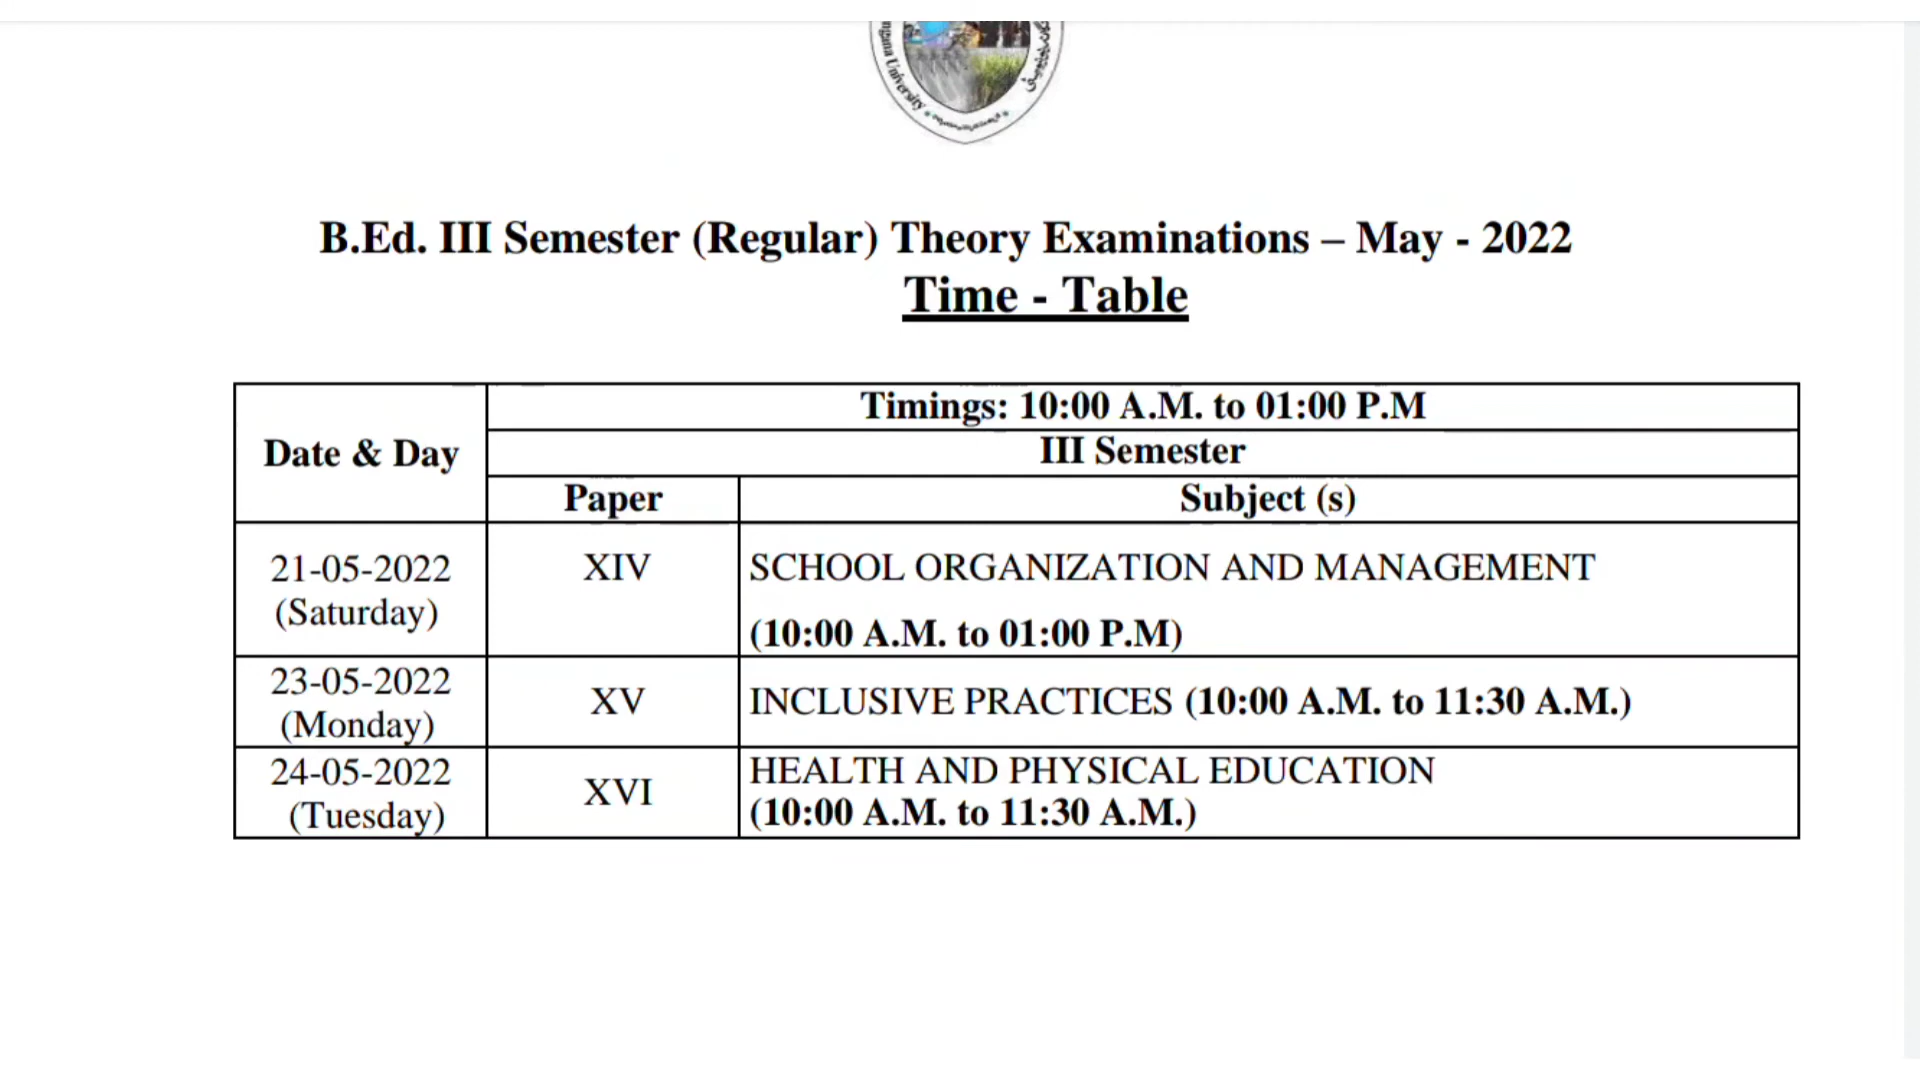 ngana University
B.Ed. III Semester (Regular) Theory Examinations – May - 2022
Time - Table
Date & Day
Timings: 10:00 A.M. to 01:00 P.M
III Semester
Paper
Subject (s)
21-05-2022
(Saturday)
XIV
SCHOOL ORGANIZATION AND MANAGEMENT
(10:00 A.M. to 01:00 P.M)
23-05-2022
(Monday)
XV
INCLUSIVE PRACTICES (10:00 A.M. to 11:30 A.M.)
24-05-2022
(Tuesday)
XVI
HEALTH AND PHYSICAL EDUCATION
(10:00 A.M. to 11:30 A.M.)